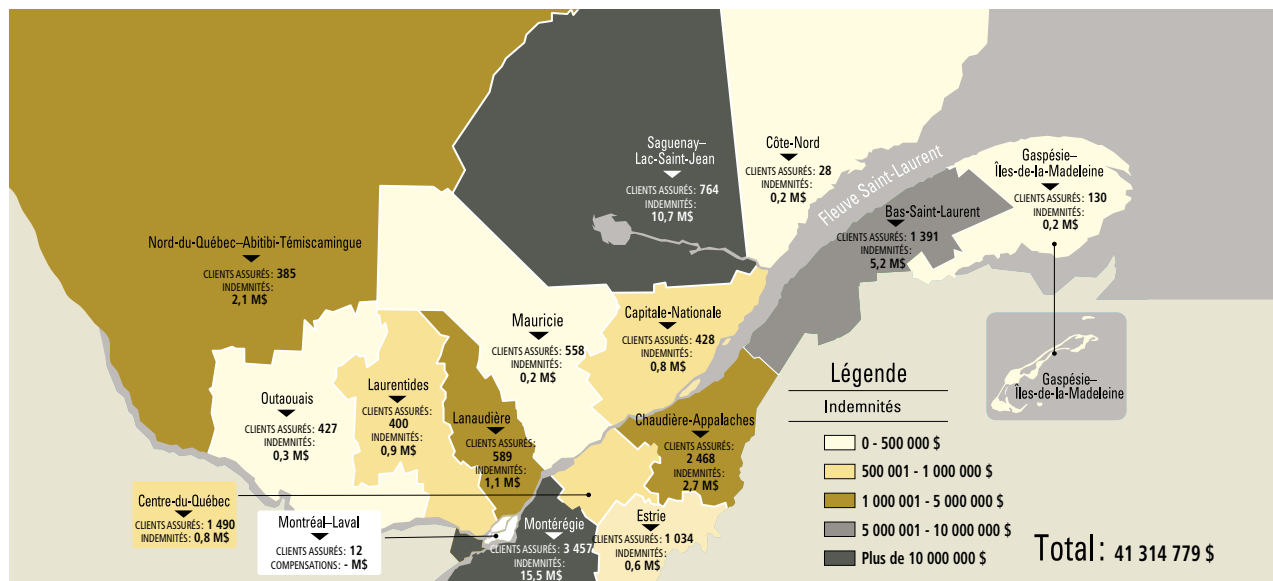 Saguenay–
Lac-Saint-Jean
CLIENTS ASSURÉS: 764
INDEMNITÉS:
10,7 M$
Côte-Nord
CLIENTS ASSURÉS: 28
INDEMNITÉS:
0,2 M$
Fleuve Saint-Laurent
Gaspésie–
Îles-de-la-Madeleine
CLIENTS ASSURÉS: 130
INDEMNITÉS:
0,2 M$
Bas-Saint-Laurent
CLIENTS ASSURÉS: 1 391
INDEMNITÉS:
5,2 M$
Nord-du-Québec–Abitibi-Témiscamingue
CLIENTS ASSURÉS: 385
INDEMNITÉS:
2,1 M$
Mauricie
CLIENTS ASSURÉS: 558
INDEMNITÉS:
0,2 M$
Capitale-Nationale
CLIENTS ASSURÉS: 428
INDEMNITÉS:
0,8 M$
Outaouais
CLIENTS ASSURÉS: 427
INDEMNITÉS:
0,3 M$
Laurentides
CLIENTS ASSURÉS:
400
INDEMNITÉS:
0,9 M$
Lanaudière
CLIENTS ASSURÉS:
589
INDEMNITÉS:
1,1 M$
Chaudière-Appalaches
CLIENTS ASSURÉS:
2 468
INDEMNITÉS:
2,7 M$
Gaspésie–
Îles-de-la-Madeleine
Centre-du-Québec
CLIENTS ASSURÉS: 1 490
INDEMNITÉS: 0,8 M$
Montréal–Laval
CLIENTS ASSURÉS: 12
COMPENSATIONS: - M$
Montérégie
CLIENTS ASSURÉS: 3 457
INDEMNITÉS:
15,5 M$
Estrie
CLIENTS ASSURÉS: 1 034
INDEMNITÉS:
0,6 M$
Légende
Indemnités
0 - 500 000 $
500 001 - 1 000 000 $
1 000 001 - 5 000 000 $
5 000 001 - 10 000 000 $
Plus de 10 000 000 $
Total: 41 314 779 $